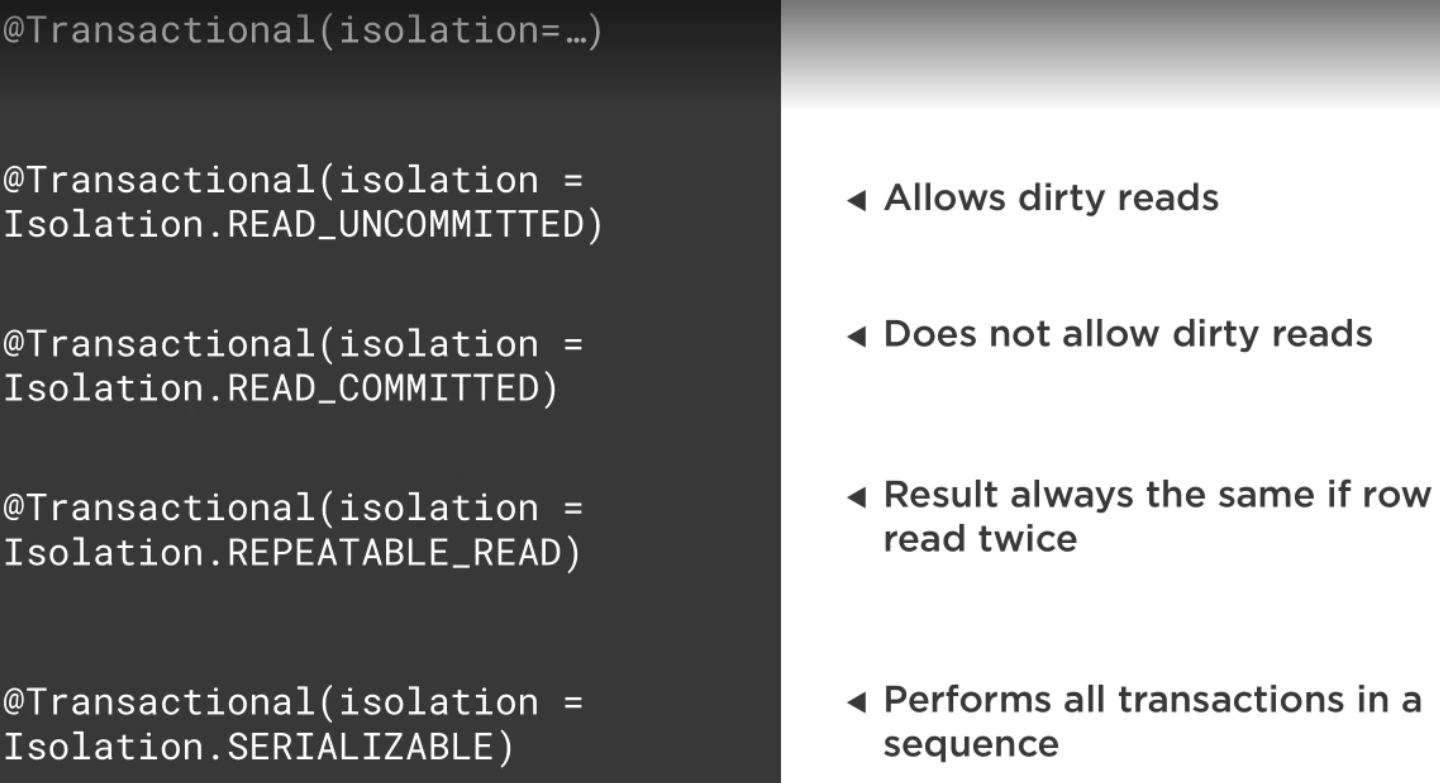 @Transactional(isolation=…)
@Transactional(isolation =
Isolation.READ_UNCOMMITTED)
Allows dirty reads
@Transactional(isolation =
Isolation.READ_COMMITTED)
Does not allow dirty reads
@Transactional(isolation =
Isolation.REPEATABLE_READ)
Result always the same if row
read twice
@Transactional(isolation =
Isolation.SERIALIZABLE)
Performs all transactions in a
sequence